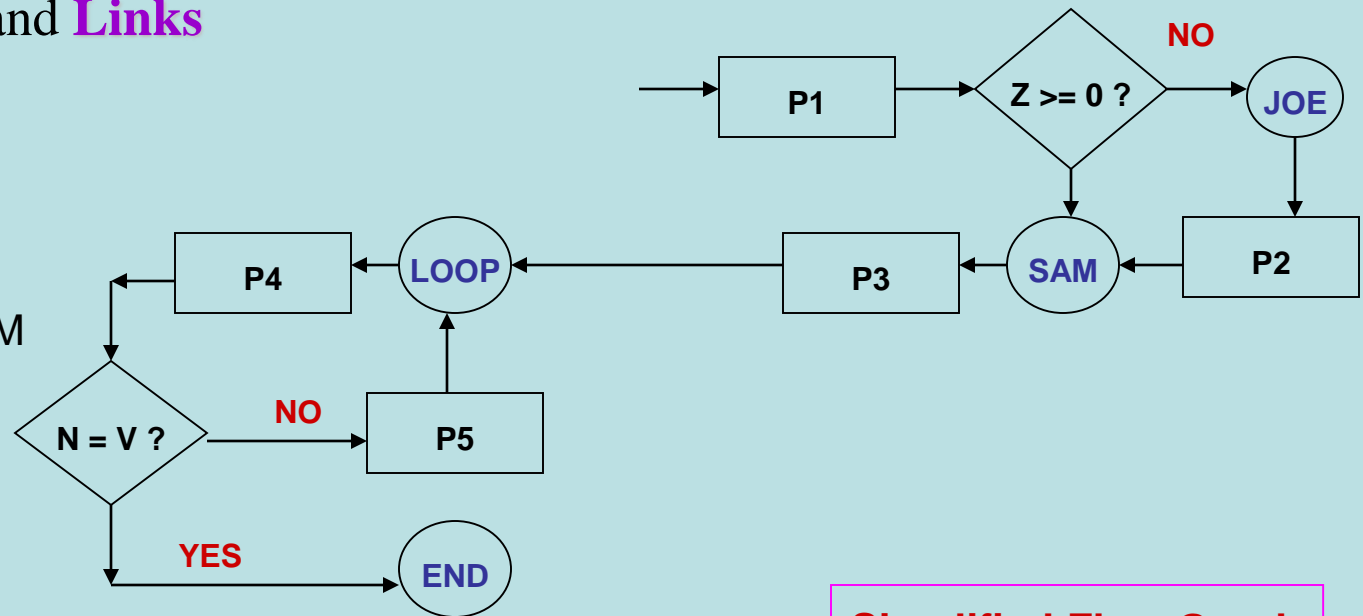 and Links
NO
P1
Z >= 0 ?
JOE
P4
LOOP
P3
SAM
P2
M
N = V ?
NO
P5
YES
END